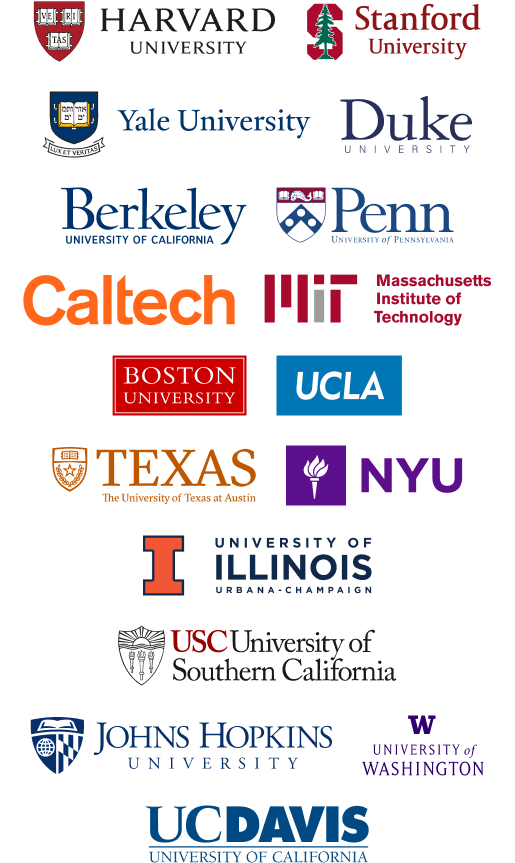 VE RI
TAS
HARVARD
UNIVERSITY
Stanford
University
LUX ET VERITAS
Yale University
Duke
UNIVERSITY
Berkeley
UNIVERSITY OF CALIFORNIA
Penn
UNIVERSITY of PENNSYLVANIA
Caltech
MIT
Massachusetts
Institute of
Technology
BOSTON
UNIVERSITY
UCLA
TEXAS
The University of Texas at Austin
NYU
I
UNIVERSITY OF
ILLINOIS
URBANA-CHAMPAIGN
USC University of
Southern California
JOHNS HOPKINS
UNIVERSITY
W
UNIVERSITY of
WASHINGTON
UCDAVIS
UNIVERSITY OF CALIFORNIA